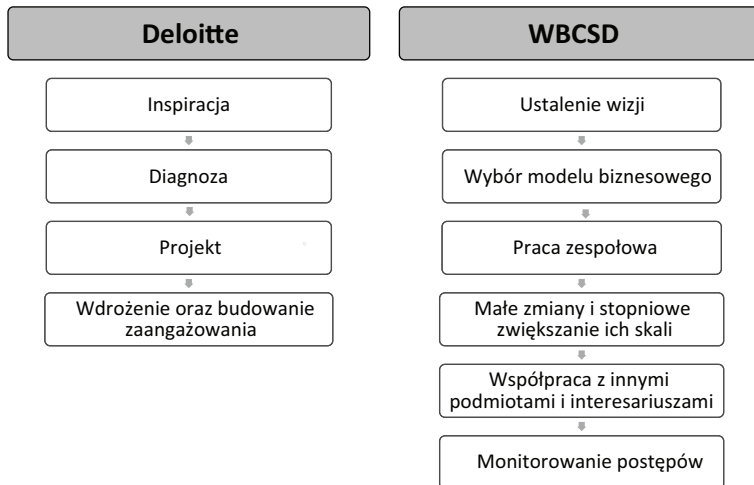 Deloitte
Inspiracja
Diagnoza
Projekt
Wdrożenie oraz budowanie
zaangażowania
WBCSD
Ustalenie wizji
Wybór modelu biznesowego
Praca zespołowa
Małe zmiany i stopniowe
zwiększanie ich skali
Współpraca z innymi
podmiotami i interesariuszami
Monitorowanie postępów